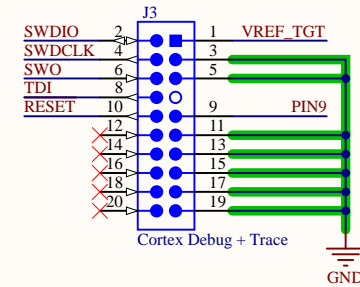 J3
SWDIO 2 1 VREF_TGT
SWDCLK 4 3
SWO 6 5
TDI 8
RESET 10 9 PIN9
12 11
14 13
16 15
18 17
20 19
Cortex Debug + Trace
GND